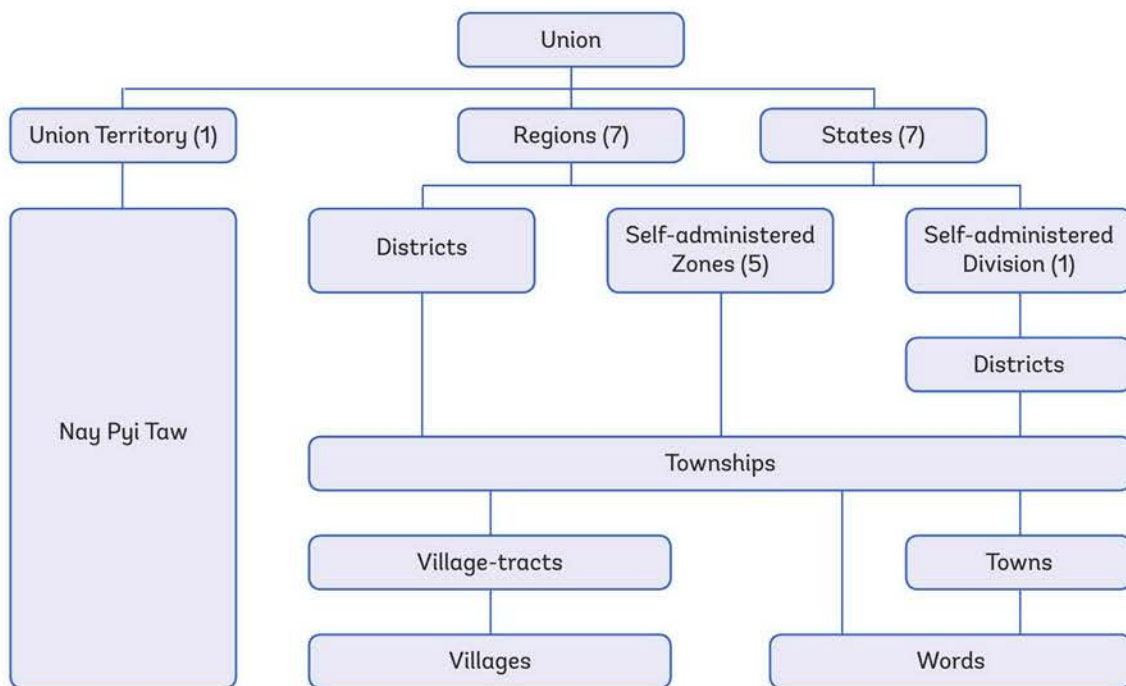 Union
Union Territory (1)
Regions (7)
States (7)
Nay Pyi Taw
Districts
Self-administered
Zones (5)
Self-administered
Division (1)
Districts
Townships
Village-tracts
Towns
Villages
Words